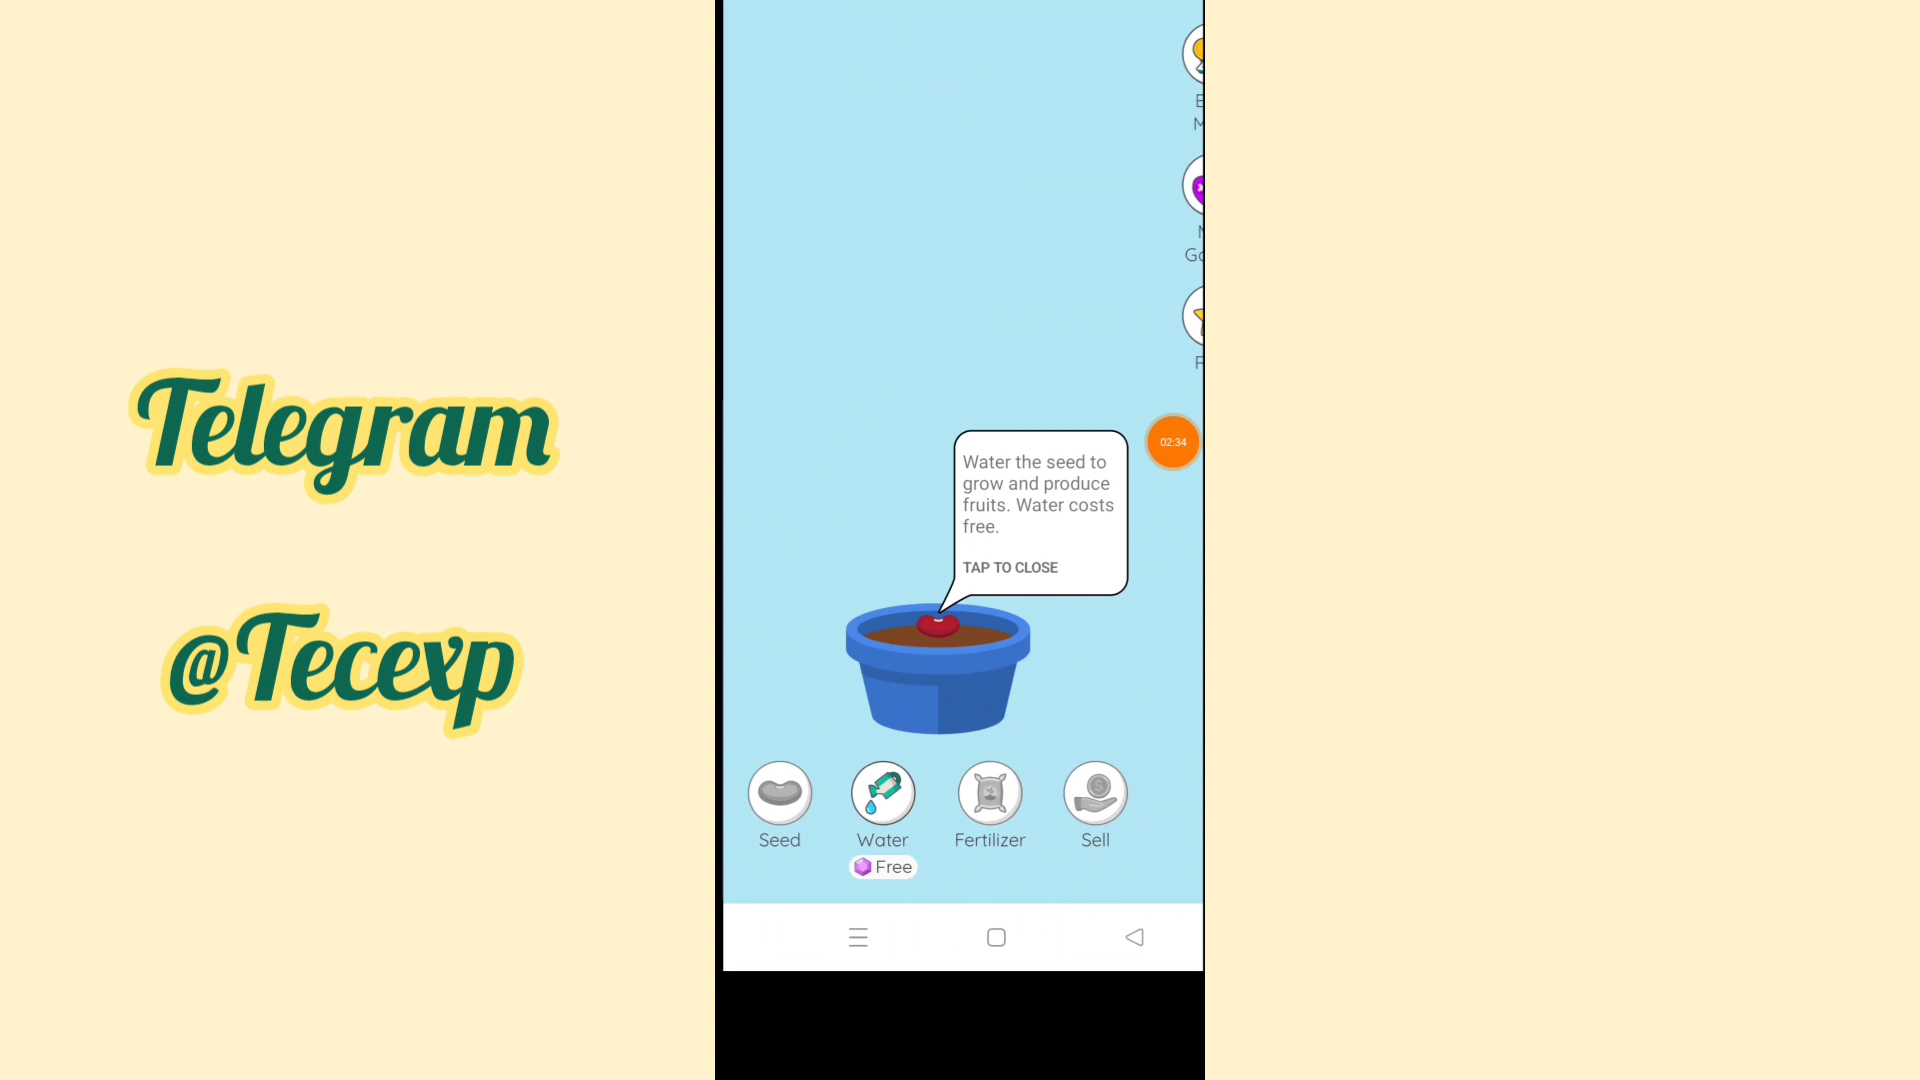 Telegram
@Tecexp
02:34
Water the seed to
grow and produce
fruits. Water costs
free.
TAP TO CLOSE
Seed
Water
Fertilizer
Sell
Free